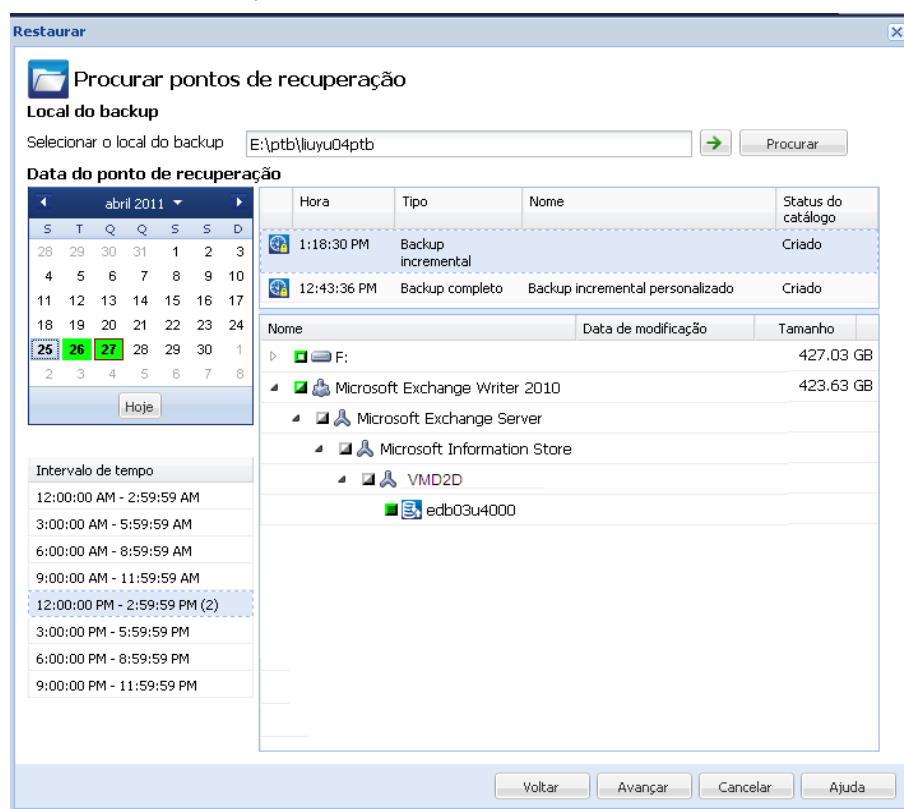 Restaurar
Procurar pontos de recuperação
Local do backup
Selecionar o local do backup E:\ptb\liuyu04ptb Procurar
Data do ponto de recuperação
abril 2011
S T Q Q S S D
28 29 30 31 1 2 3
4 5 6 7 8 9 10
11 12 13 14 15 16 17
18 19 20 21 22 23 24
25 26 27 28 29 30 1
2 3 4 5 6 7 8
Hoje
Intervalo de tempo
12:00:00 AM - 2:59:59 AM
3:00:00 AM - 5:59:59 AM
6:00:00 AM - 8:59:59 AM
9:00:00 AM - 11:59:59 AM
12:00:00 PM - 2:59:59 PM (2)
3:00:00 PM - 5:59:59 PM
6:00:00 PM - 8:59:59 PM
9:00:00 PM - 11:59:59 PM
Hora Tipo Nome Status do
catálogo
1:18:30 PM Backup Criado
incremental
12:43:36 PM Backup completo Backup incremental personalizado Criado
Nome Data de modificação Tamanho
F: 427.03 GB
Microsoft Exchange Writer 2010 423.63 GB
Microsoft Exchange Server
Microsoft Information Store
VMD2D
edb03u4000
Voltar Avançar Cancelar Ajuda